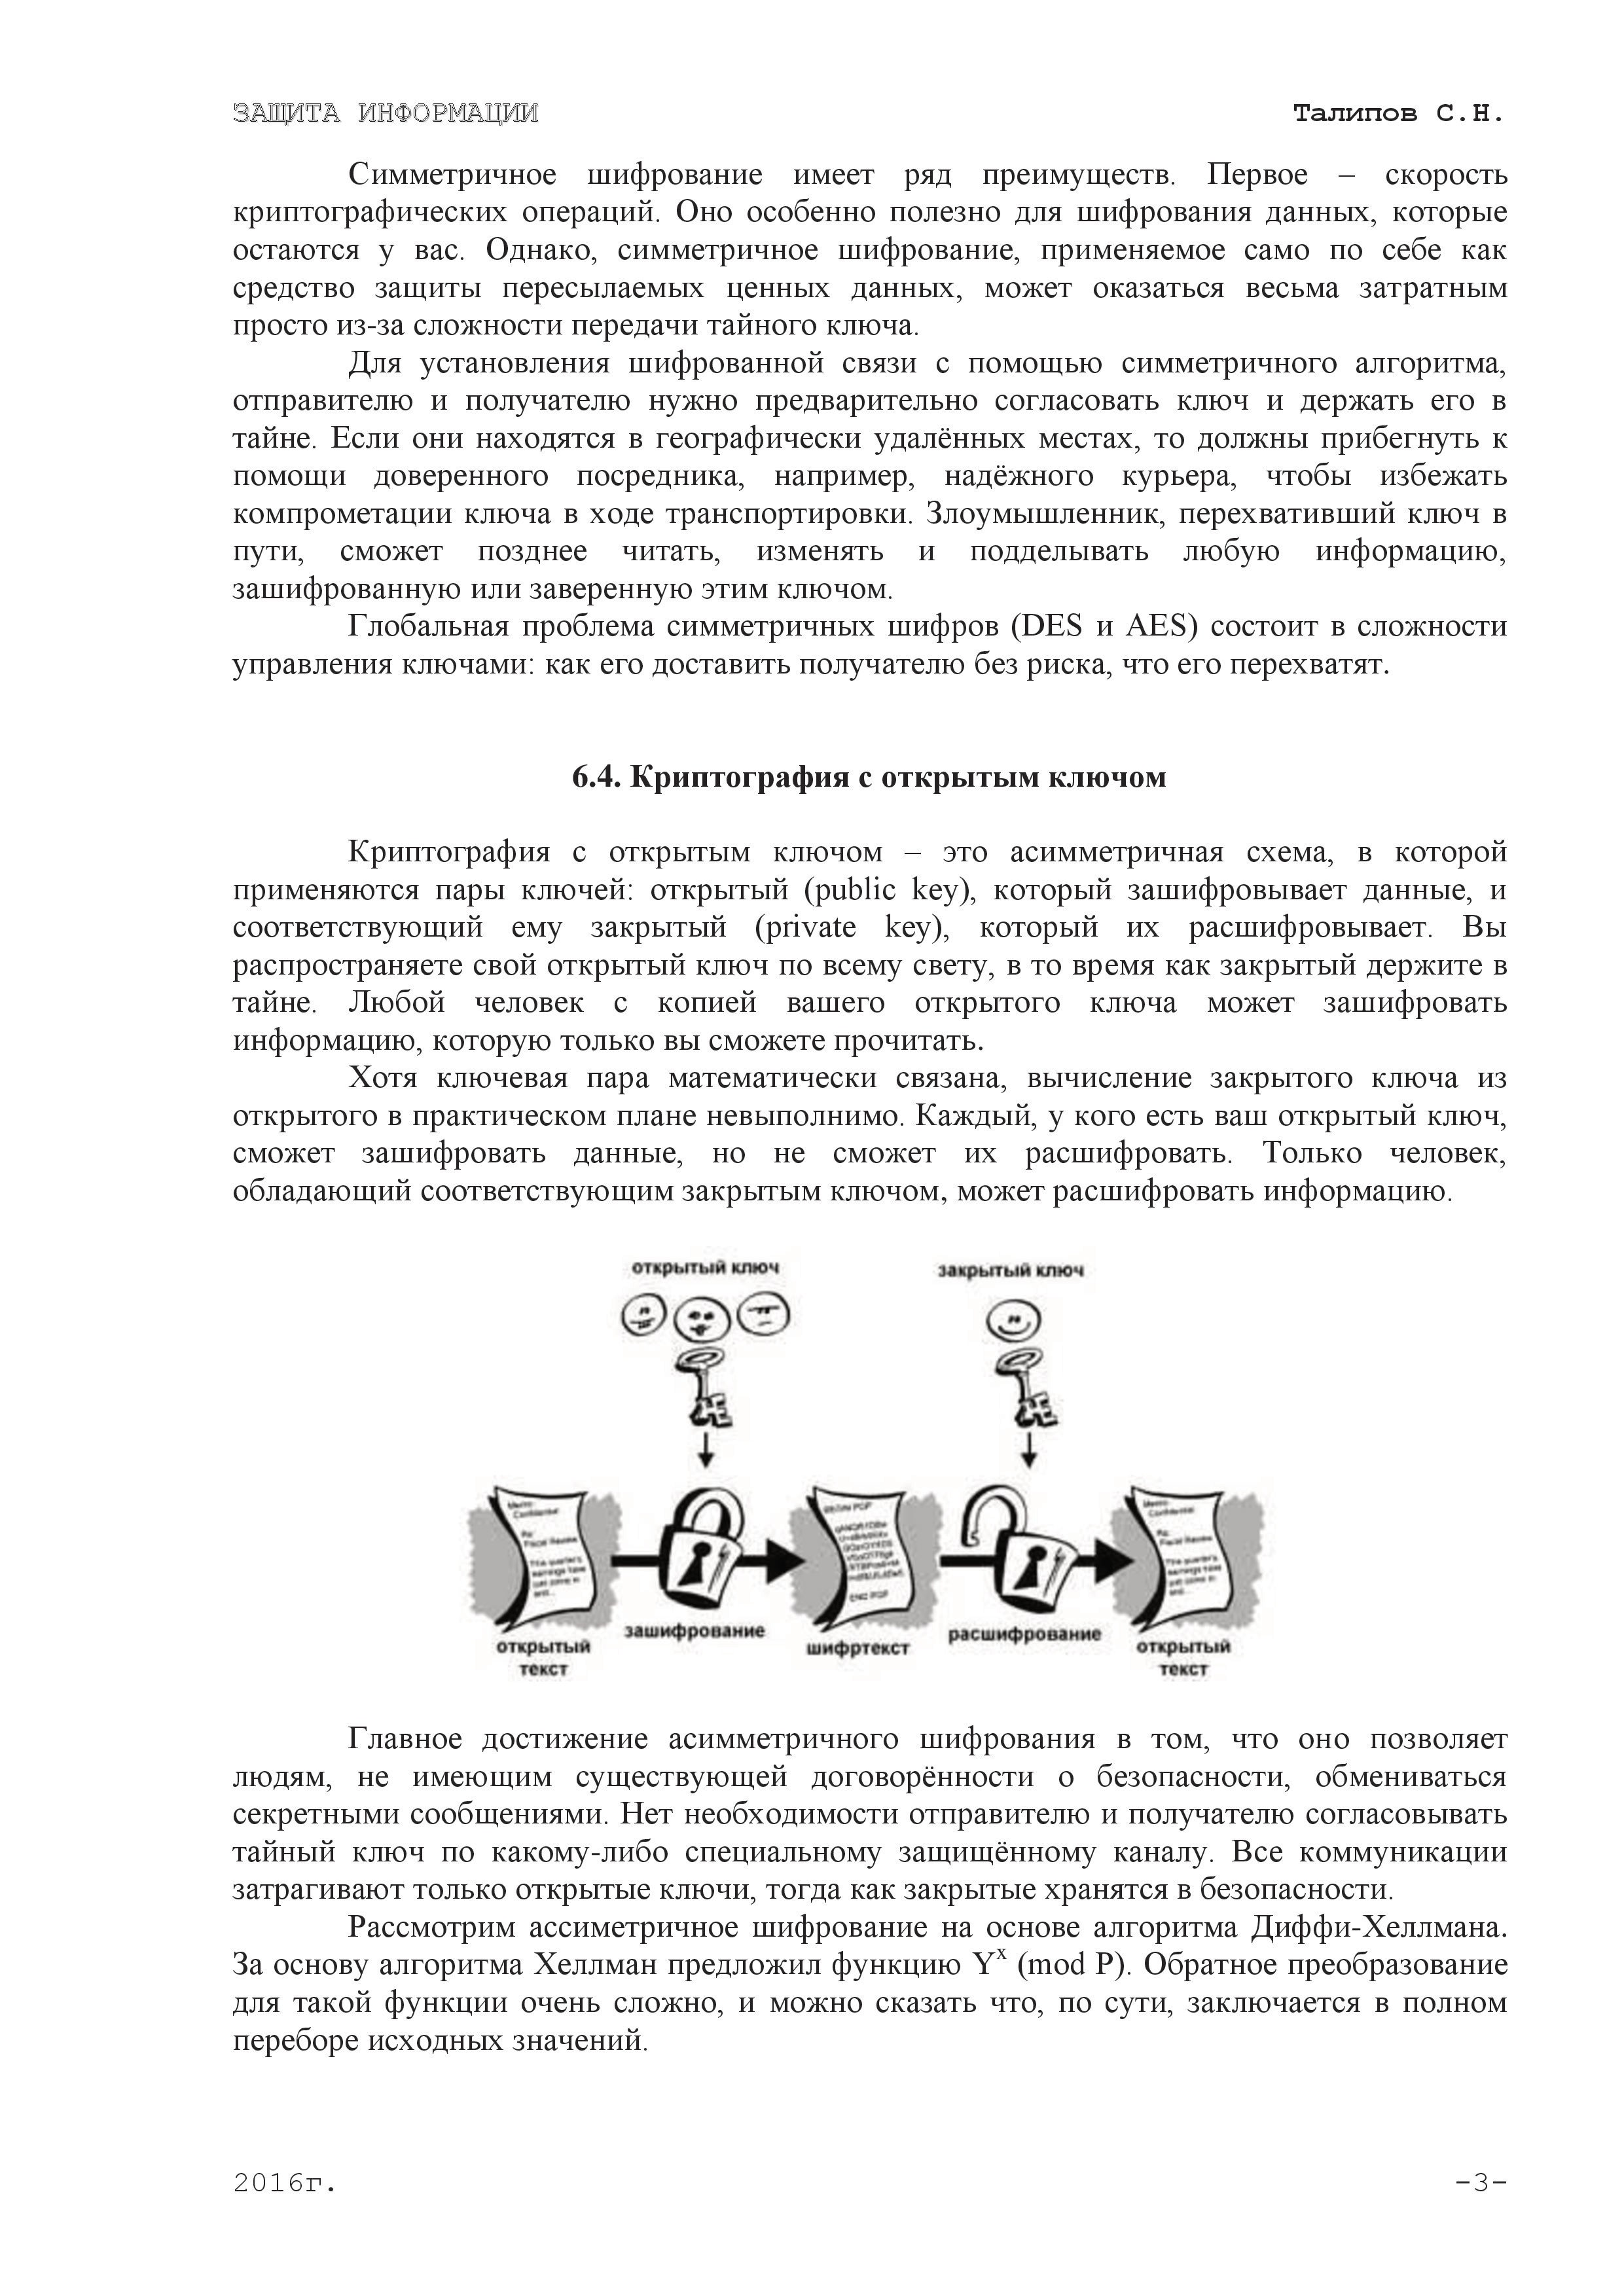 ЗАЩИТА ИНФОРМАЦИИ Талипов С.Н.
Симметричное шифрование имеет ряд преимуществ. Первое – скорость
криптографических операций. Оно особенно полезно для шифрования данных, которые
остаются у вас. Однако, симметричное шифрование, применяемое само по себе как
средство защиты пересылаемых ценных данных, может оказаться весьма затратным
просто из-за сложности передачи тайного ключа.
Для установления шифрованной связи с помощью симметричного алгоритма,
отправителю и получателю нужно предварительно согласовать ключ и держать его в
тайне. Если они находятся в географически удалённых местах, то должны прибегнуть к
помощи доверенного посредника, например, надёжного курьера, чтобы избежать
компрометации ключа в ходе транспортировки. Злоумышленник, перехвативший ключ в
пути, сможет позднее читать, изменять и подделывать любую информацию,
зашифрованную или заверенную этим ключом.
Глобальная проблема симметричных шифров (DES и AES) состоит в сложности
управления ключами: как его доставить получателю без риска, что его перехватят.
6.4. Криптография с открытым ключом
Криптография с открытым ключом – это асимметричная схема, в которой
применяются пары ключей: открытый (public key), который зашифровывает данные, и
соответствующий ему закрытый (private key), который их расшифровывает. Вы
распространяете свой открытый ключ по всему свету, в то время как закрытый держите в
тайне. Любой человек с копией вашего открытого ключа может зашифровать
информацию, которую только вы сможете прочитать.
Хотя ключевая пара математически связана, вычисление закрытого ключа из
открытого в практическом плане невыполнимо. Каждый, у кого есть ваш открытый ключ,
сможет зашифровать данные, но не сможет их расшифровать. Только человек,
обладающий соответствующим закрытым ключом, может расшифровать информацию.
открытый ключ закрытый ключ
зашифрование расшифрование
открытый шифртекст открытый
текст текст
Главное достижение асимметричного шифрования в том, что оно позволяет
людям, не имеющим существующей договорённости о безопасности, обмениваться
секретными сообщениями. Нет необходимости отправителю и получателю согласовывать
тайный ключ по какому-либо специальному защищённому каналу. Все коммуникации
затрагивают только открытые ключи, тогда как закрытые хранятся в безопасности.
Рассмотрим ассиметричное шифрование на основе алгоритма Диффи-Хеллмана.
За основу алгоритма Хеллман предложил функцию Yˣ (mod P). Обратное преобразование
для такой функции очень сложно, и можно сказать что, по сути, заключается в полном
переборе исходных значений.
2016г. -3-